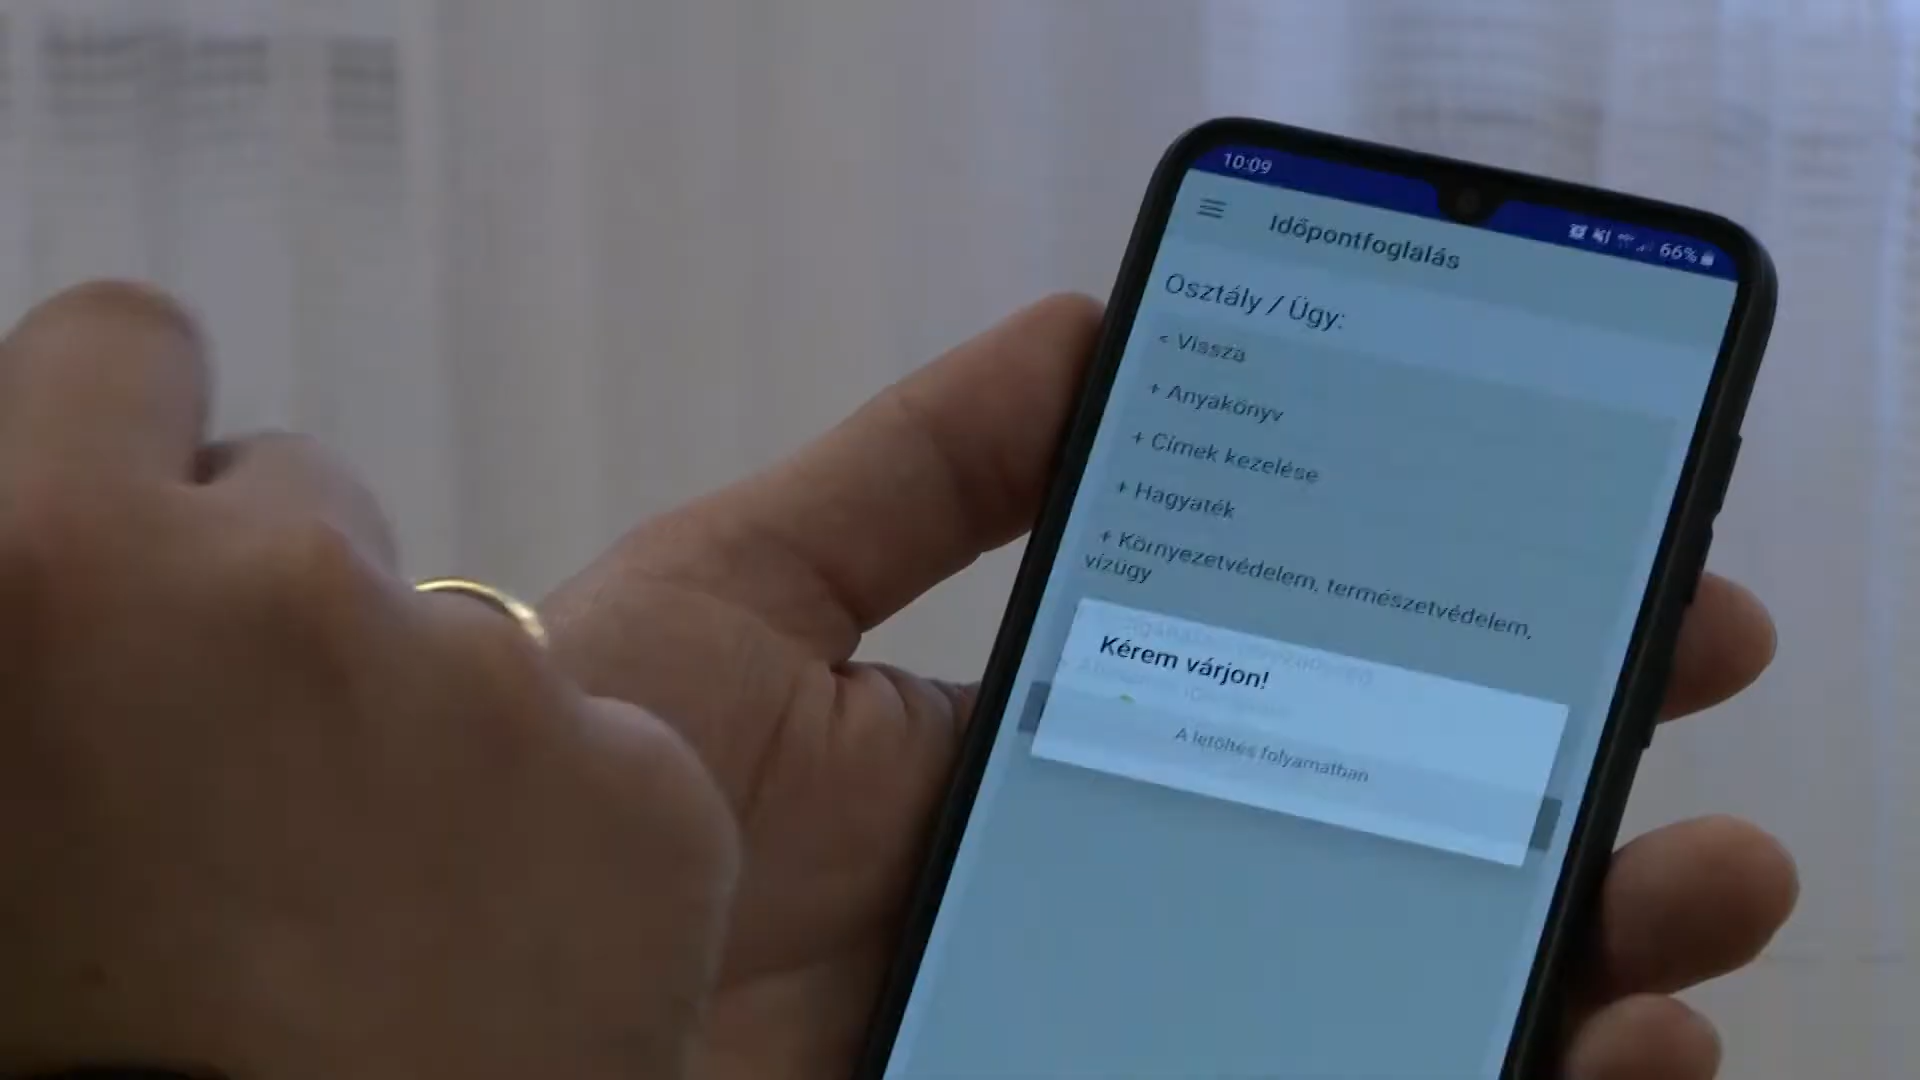 10:09
66%
Időpontfoglalás
Osztály / Ügy:
< Vissza
+ Anyakönyv
+ Címek kezelése
+ Hagyaték
+ Környezetvédelem, természetvédelem,
vízügy
Kérem várjon!
A letöltés folyamatban